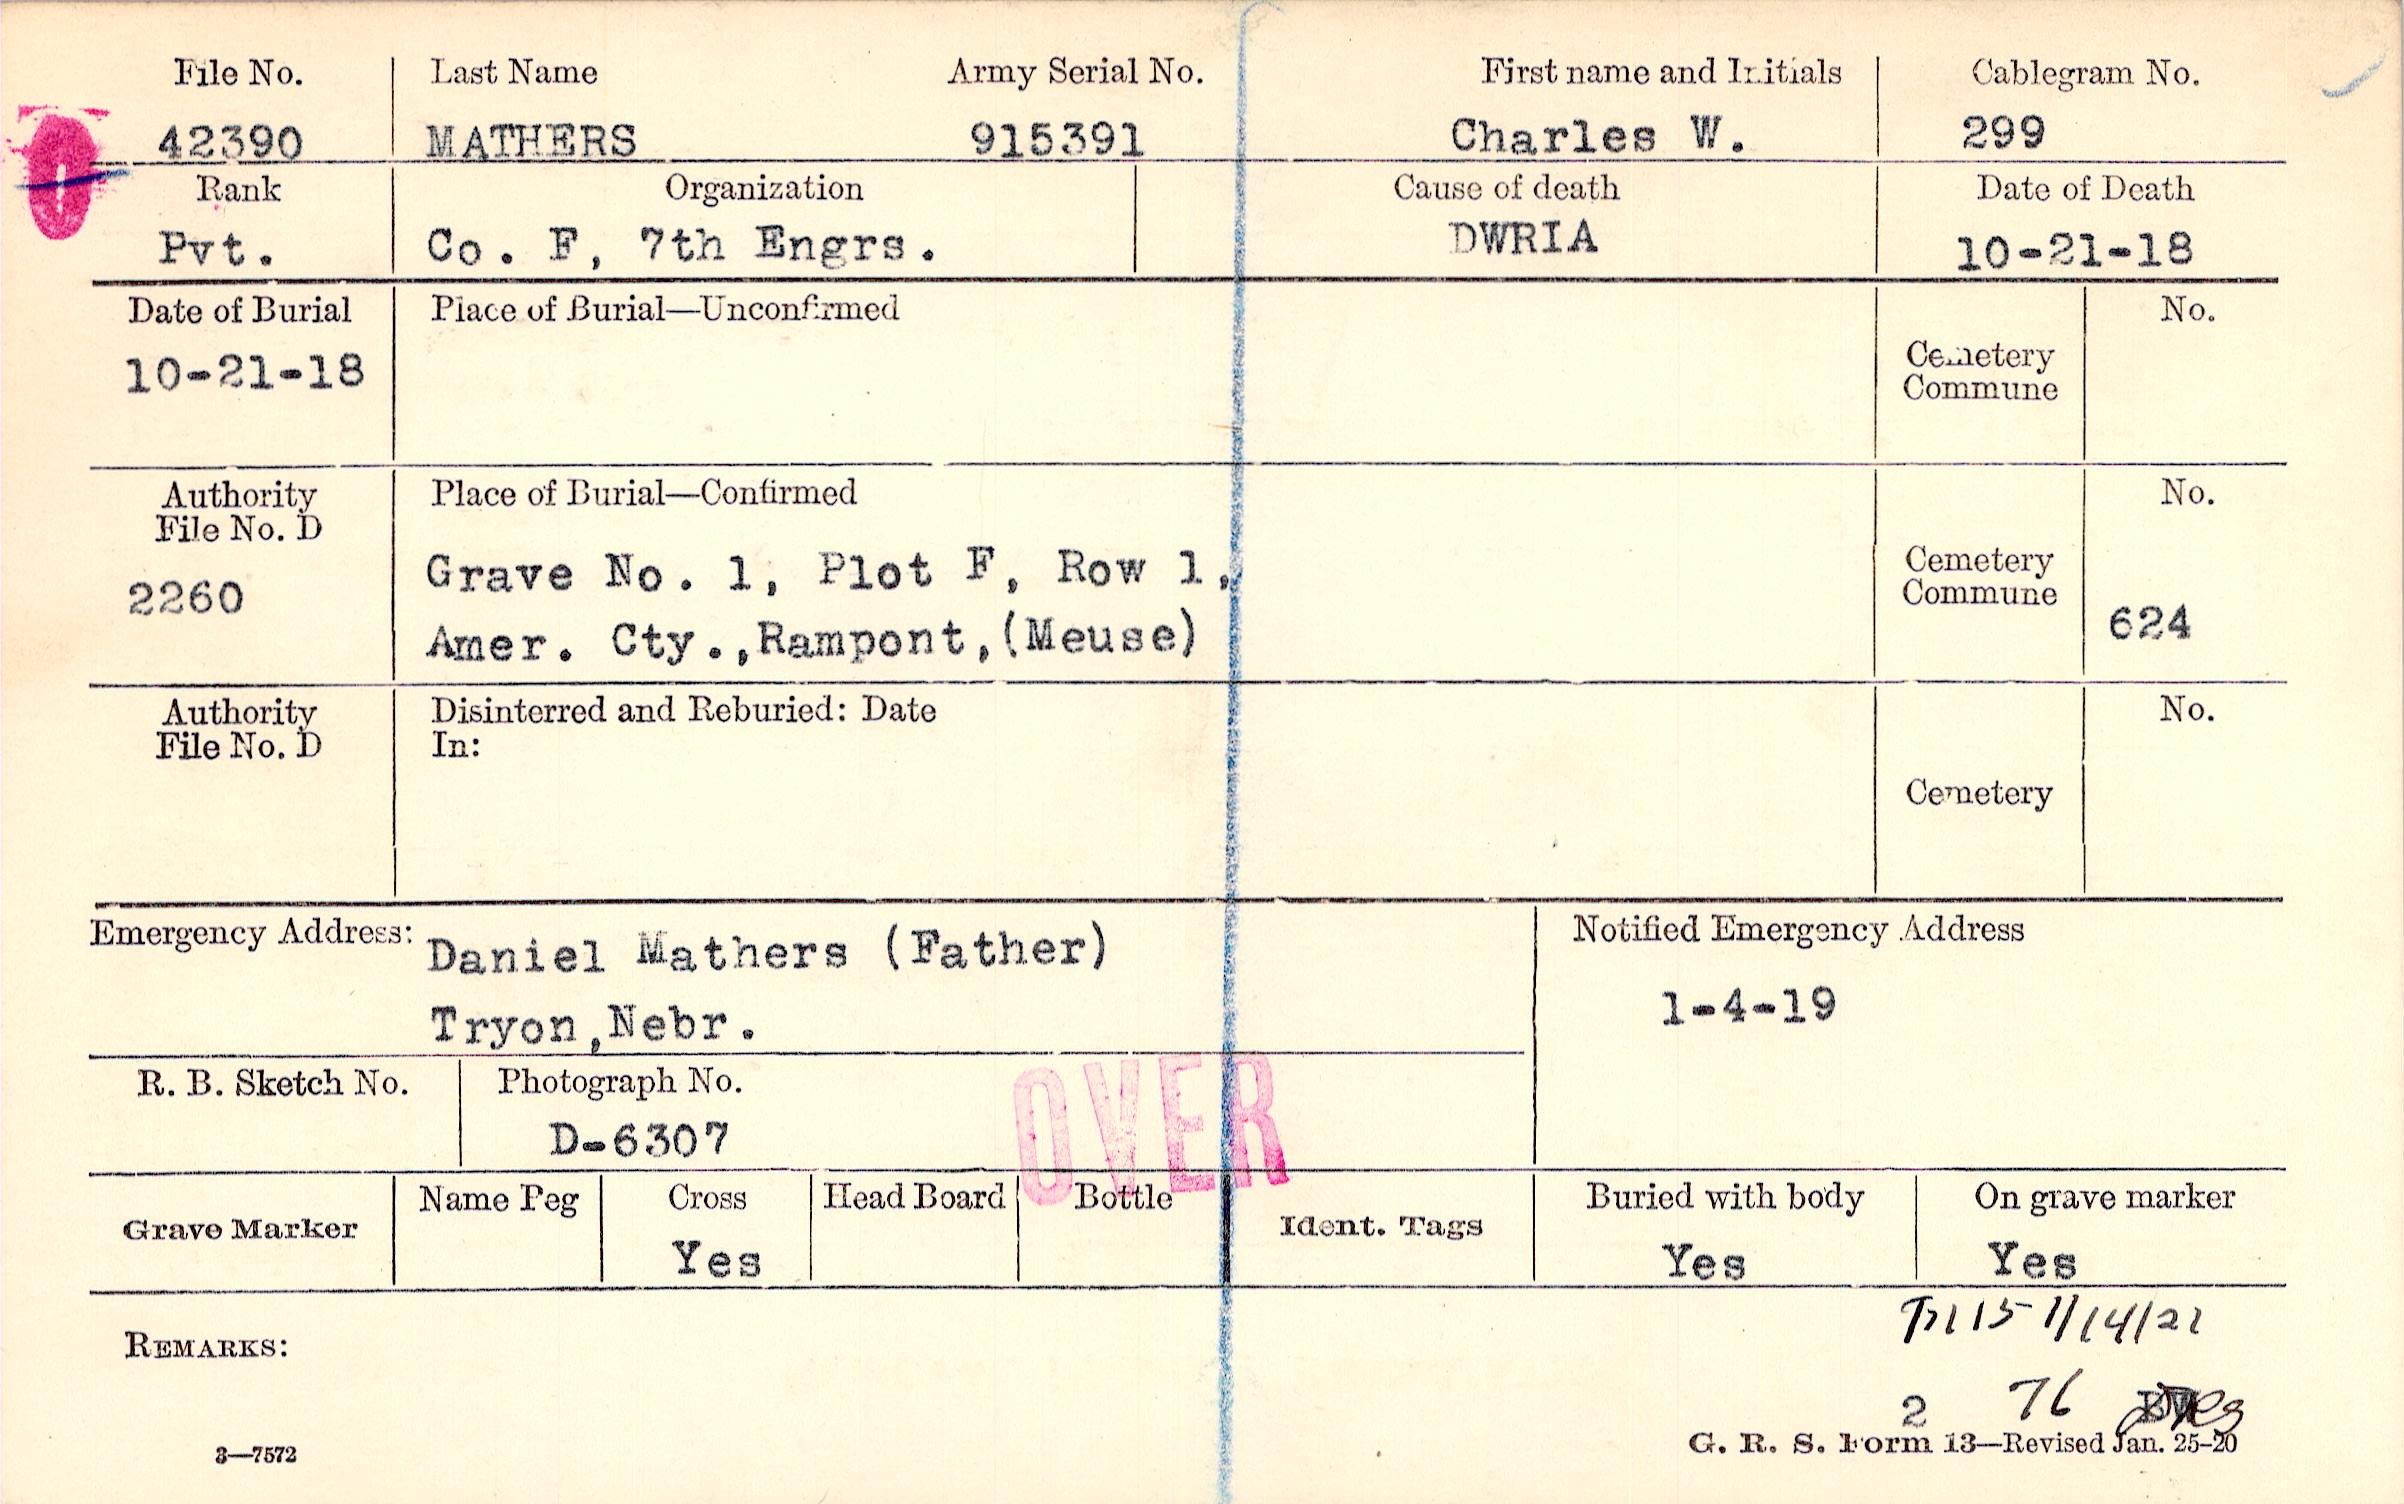 File No. Last Name Army Serial No. First name and Initials Cablegram No.
42390 MATHERS 915391 Charles W. 299
Rank Organization Cause of death Date of Death
Pvt. Co. F, 7th Engrs. DWRIA 10-21-18
Date of Burial Place of Burial—Unconfirmed No.
10-21-18 Cemetery
Commune
Authority Place of Burial—Confirmed No.
File No. D
Grave No. 1, Plot F, Row 1, Cemetery
2260 Commune
Amer. Cty.,Rampont,(Meuse) 624
Authority Disinterred and Reburied: Date No.
File No. D In:
Cemetery
Emergency Address: Daniel Mathers (Father) Notified Emergency Address
Tryon,Nebr. 1-4-19
R. B. Sketch No. Photograph No.
D-6307
OVER
Grave Marker Name Peg Cross Head Board Bottle Ident. Tags Buried with body On grave marker
Yes Yes Yes
15 1/14/21
REMARKS:
2 76
3—7572 G. R. S. Form 13—Revised Jan. 25-20